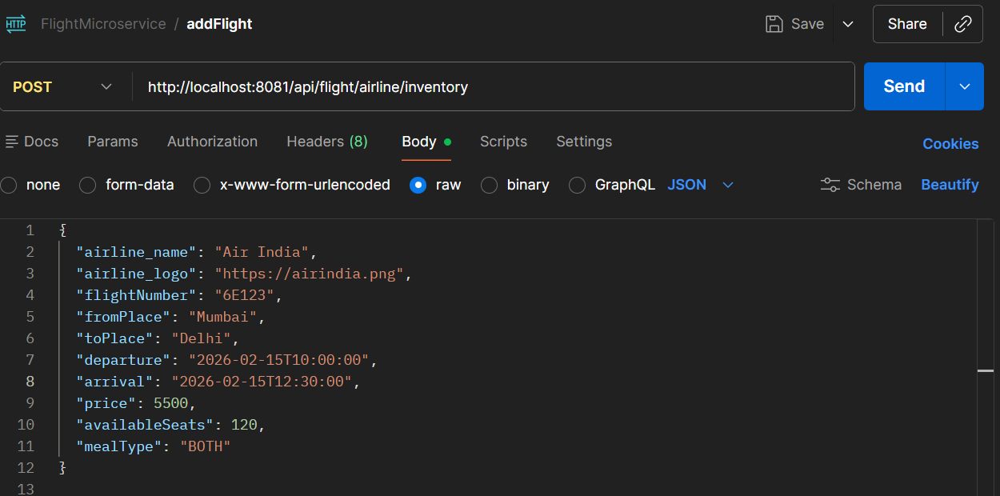 HTTP FlightMicroservice / addFlight Save Share
POST http://localhost:8081/api/flight/airline/inventory Send
Docs Params Authorization Headers (8) Body Scripts Settings Cookies
none form-data x-www-form-urlencoded raw binary GraphQL JSON Schema Beautify
1 {
2 "airline_name": "Air India",
3 "airline_logo": "https://airindia.png",
4 "flightNumber": "6E123",
5 "fromPlace": "Mumbai",
6 "toPlace": "Delhi",
7 "departure": "2026-02-15T10:00:00",
8 "arrival": "2026-02-15T12:30:00",
9 "price": 5500,
10 "availableSeats": 120,
11 "mealType": "BOTH"
12 }
13